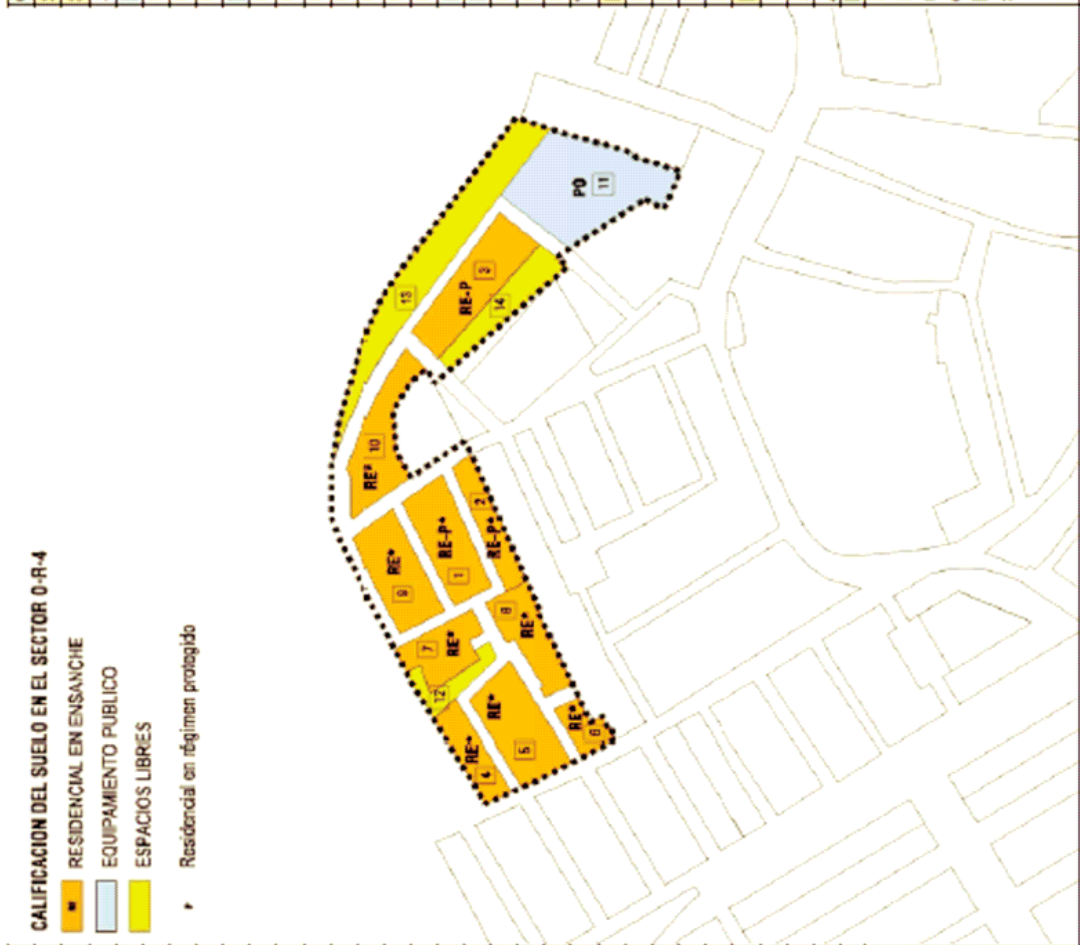 CALIFICACION DEL SUELO EN EL SECTOR O-R-4
RESIDENCIAL EN ENSANCHE
EQUIPAMIENTO PUBLICO
ESPACIOS LIBRES
P Residencial en régimen protegido
RE* 4
RE* 5
RE* 6
12
7 RE*
8 RE*
9 RE*
RE-P* 1
RE-P* 2
RE* 10
13
RE-P 3
14
PO 11